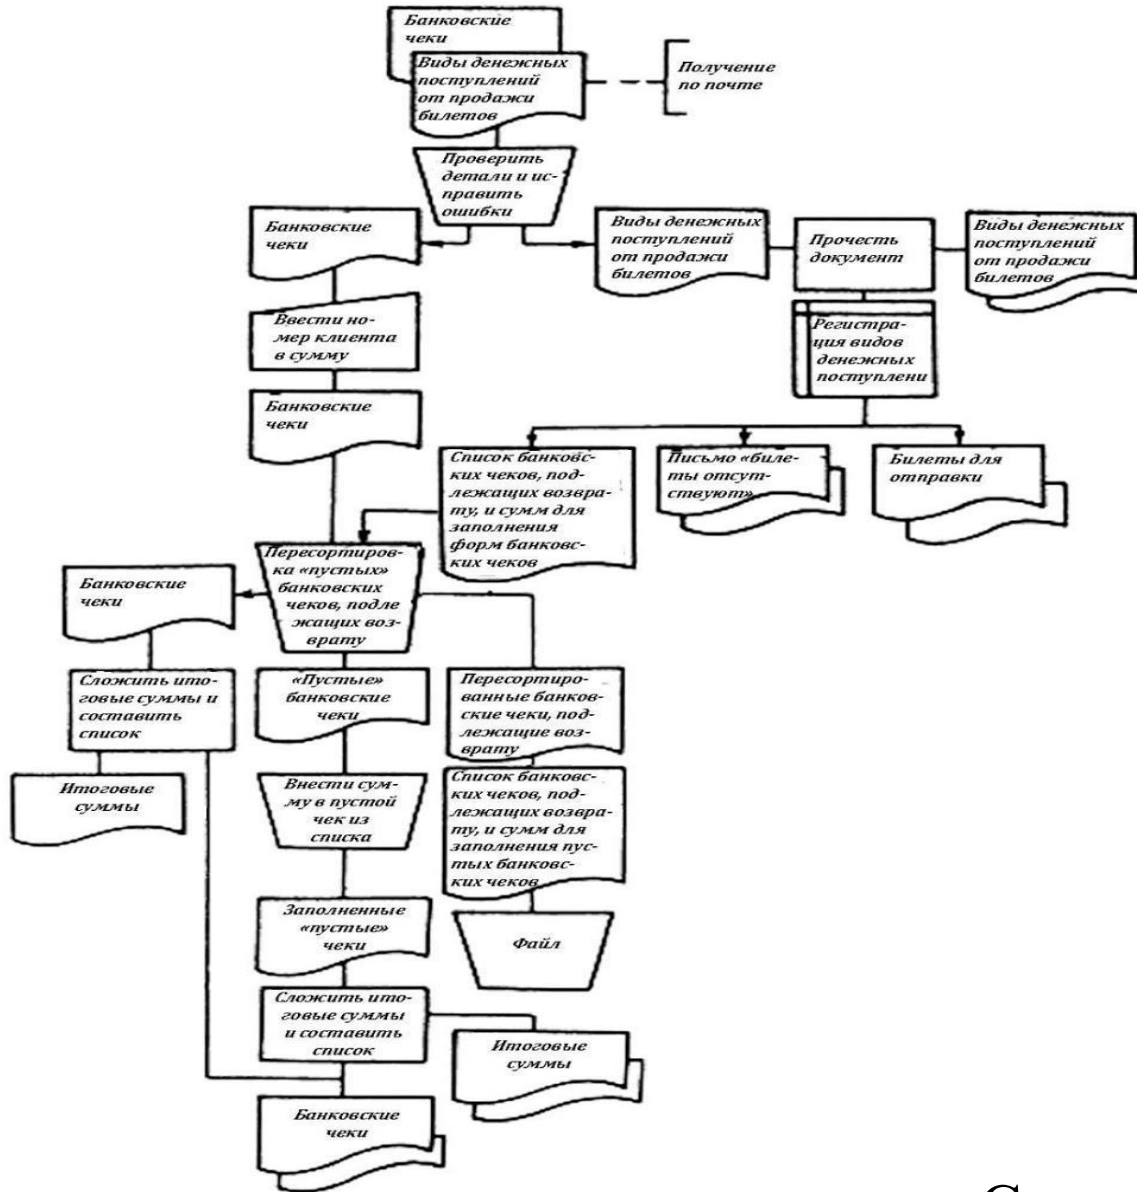 Банковские
чеки
Виды денежных
поступлений
от продажи
билетов
Получение
по почте
Проверить
детали и ис-
править
ошибки
Банковские
чеки
Виды денежных
поступлений
от продажи
билетов
Прочесть
документ
Виды денежных
поступлений
от продажи
билетов
Ввести но-
мер клиента
в сумму
Регистра-
ция видов
денежных
поступлени
Банковские
чеки
Список банковс-
ких чеков, под-
лежащих возвра-
ту, и сумм для
заполнения
форм банковс-
ких чеков
Письмо «биле-
ты отсут-
ствуют»
Билеты для
отправки
Пересортиров-
ка «пустых»
банковских
чеков, подле
жащих воз-
врату
Банковские
чеки
Сложить ито-
говые суммы и
составить
список
«Пустые»
банковские
чеки
Пересортиро-
ванные банков-
ские чеки, под-
лежащие воз-
врату
Итоговые
суммы
Внести сум-
му в пустой
чек из
списка
Список банковс-
ких чеков, под-
лежащих возвра-
ту, и сумм для
заполнения пус-
тых банковс-
ких чеков
Заполненные
«пустые»
чеки
Файл
Сложить ито-
говые суммы
и составить
список
Итоговые
суммы
Банковские
чеки